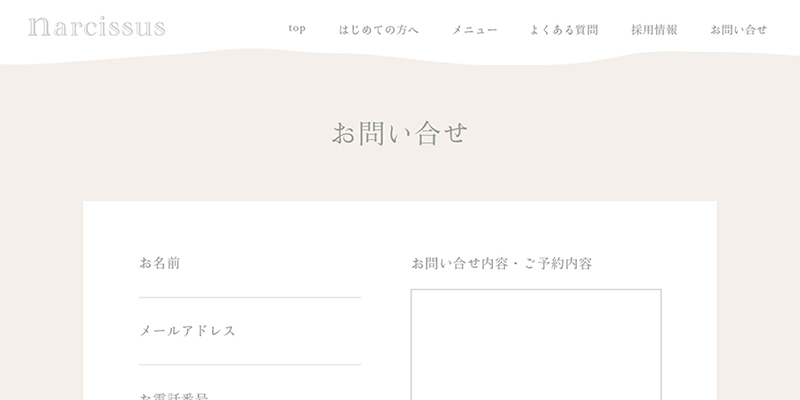 narcissus
top はじめての方へ メニュー よくある質問 採用情報 お問い合せ
お問い合せ
お名前
お問い合せ内容・ご予約内容
メールアドレス
お電話番号